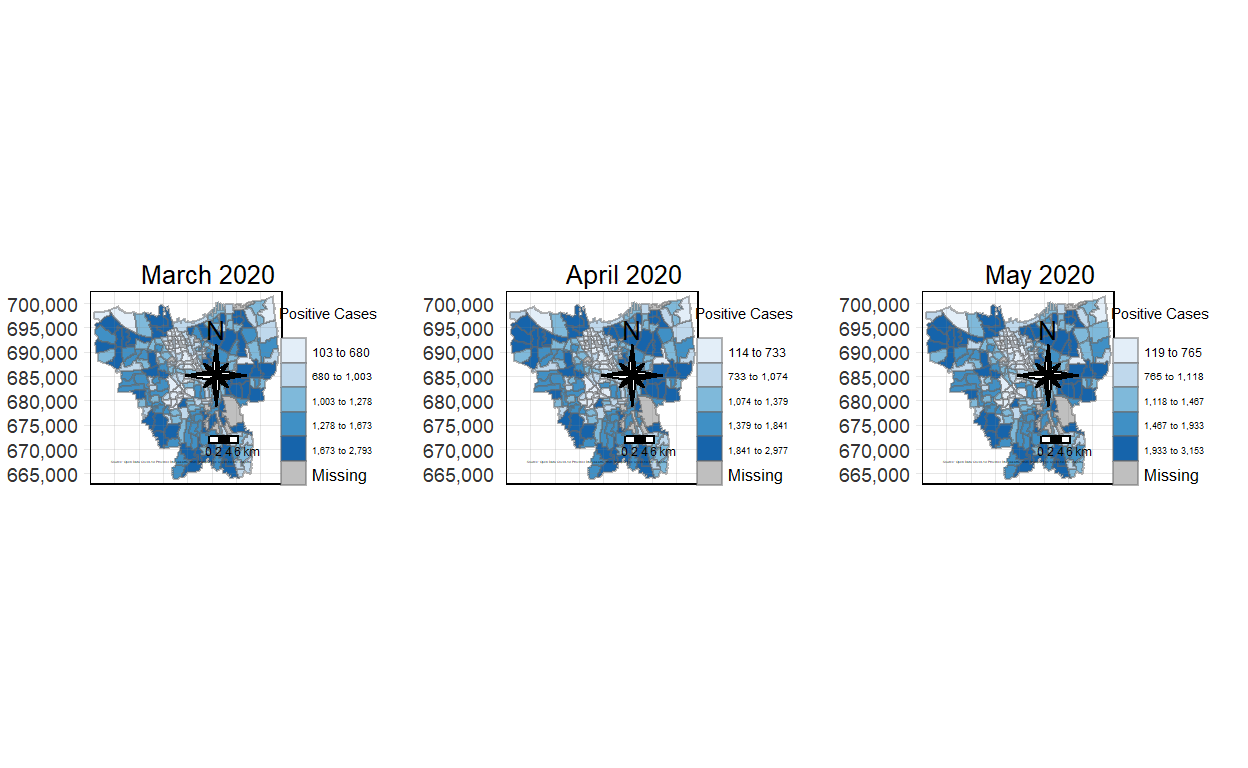 March 2020
700,000
695,000
690,000
685,000
680,000
675,000
670,000
665,000
N
0 2 4 6 km
Positive Cases
103 to 680
680 to 1,003
1,003 to 1,278
1,278 to 1,673
1,673 to 2,793
Missing
April 2020
700,000
695,000
690,000
685,000
680,000
675,000
670,000
665,000
N
0 2 4 6 km
Positive Cases
114 to 733
733 to 1,074
1,074 to 1,379
1,379 to 1,841
1,841 to 2,977
Missing
May 2020
700,000
695,000
690,000
685,000
680,000
675,000
670,000
665,000
N
0 2 4 6 km
Positive Cases
119 to 765
765 to 1,118
1,118 to 1,467
1,467 to 1,933
1,933 to 3,153
Missing